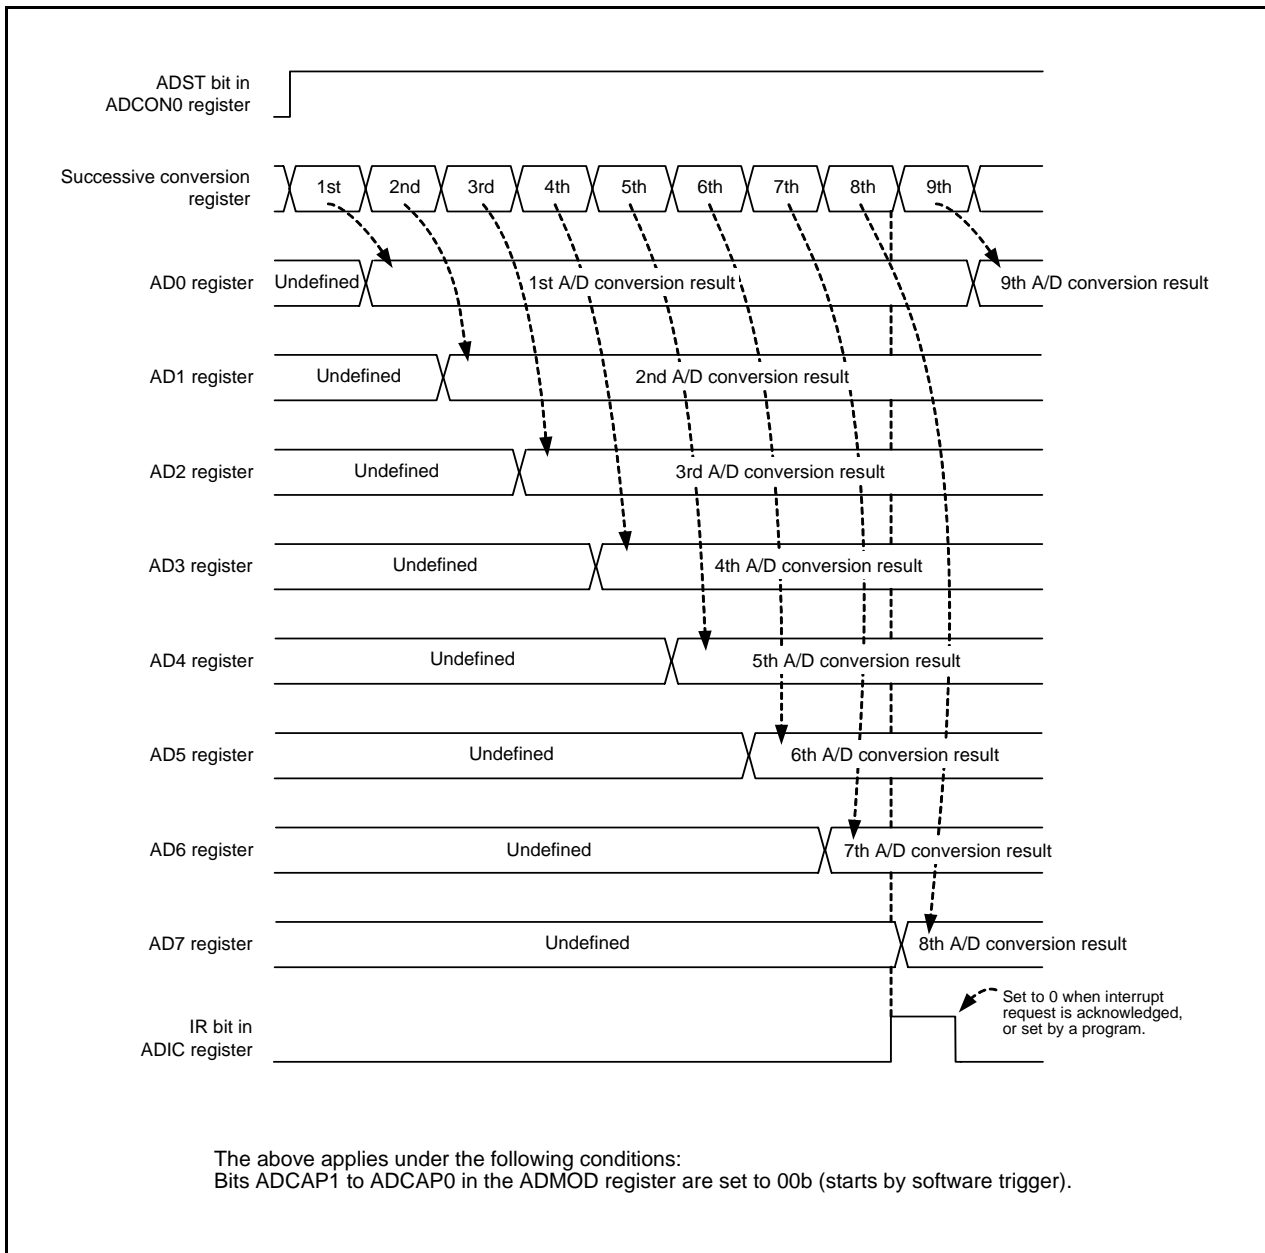 ADST bit in
ADCON0 register
Successive conversion
register
1st 2nd 3rd 4th 5th 6th 7th 8th 9th
AD0 register Undefined 1st A/D conversion result 9th A/D conversion result
AD1 register Undefined 2nd A/D conversion result
AD2 register Undefined 3rd A/D conversion result
AD3 register Undefined 4th A/D conversion result
AD4 register Undefined 5th A/D conversion result
AD5 register Undefined 6th A/D conversion result
AD6 register Undefined 7th A/D conversion result
AD7 register Undefined 8th A/D conversion result
IR bit in
ADIC register
Set to 0 when interrupt
request is acknowledged,
or set by a program.
The above applies under the following conditions:
Bits ADCAP1 to ADCAP0 in the ADMOD register are set to 00b (starts by software trigger).